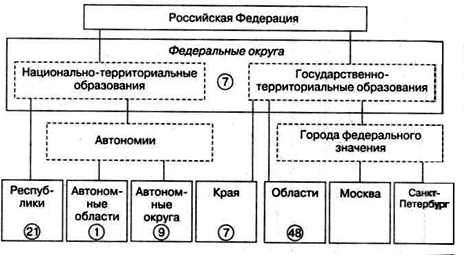 Российская Федерация
Федеральные округа
Национально-территориальные
образования
7
Государственно-
территориальные образования
Автономии
Города федерального
значения
Респуб-
лики
21
Автоном-
ные
области
1
Автоном-
ные
округа
9
Края
7
Области
48
Москва
Санкт-
Петербург